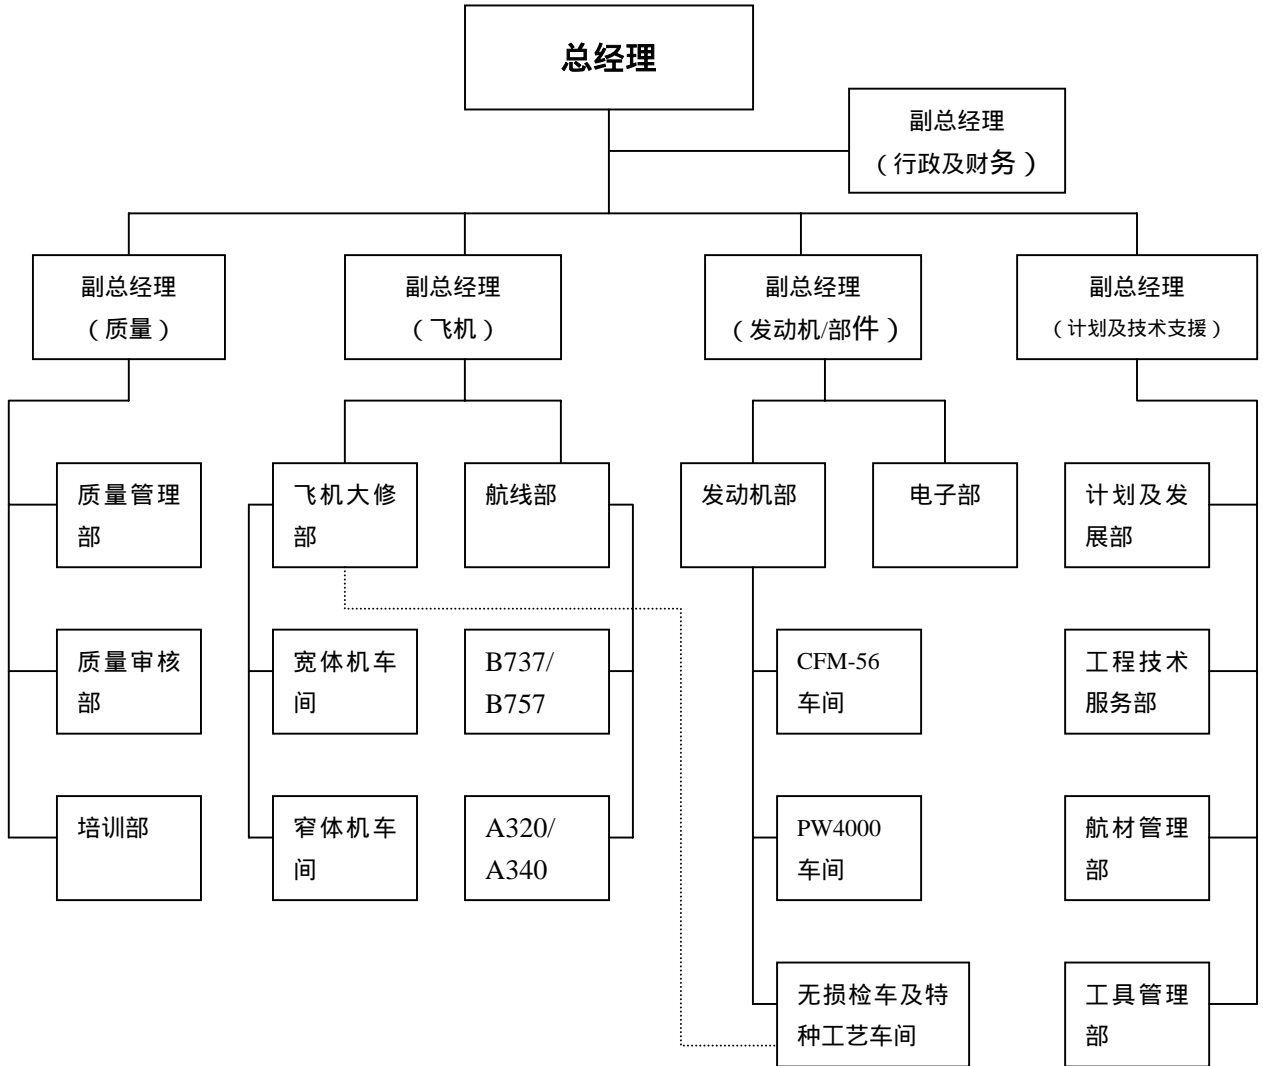 总经理
副总经理
（行政及财务）
副总经理
（质量）
副总经理
（飞机）
副总经理
（发动机/部件）
副总经理
（计划及技术支援）
质量管理
部
飞机大修
部
航线部
发动机部
电子部
计划及发
展部
质量审核
部
宽体机车
间
B737/
B757
CFM-56
车间
工程技术
服务部
培训部
窄体机车
间
A320/
A340
PW4000
车间
航材管理
部
无损检车及特
种工艺车间
工具管理
部